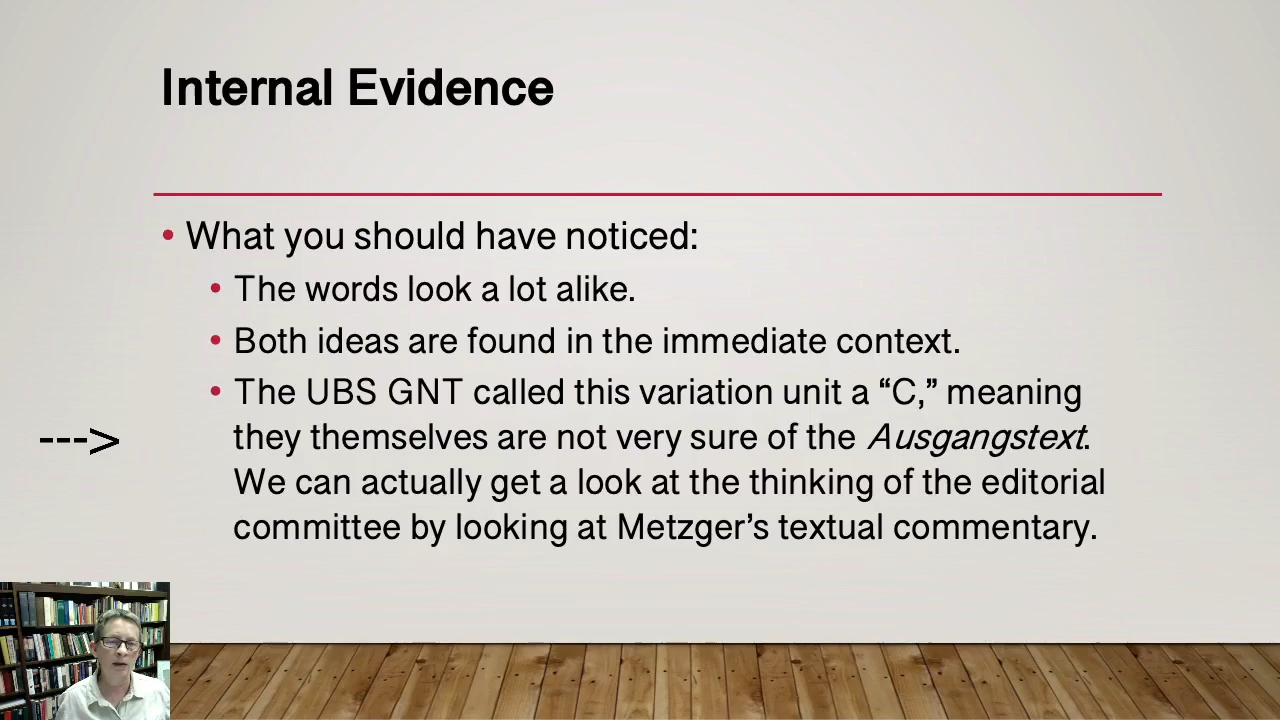 Internal Evidence
• What you should have noticed:
• The words look a lot alike.
• Both ideas are found in the immediate context.
• The UBS GNT called this variation unit a “C,” meaning
---> they themselves are not very sure of the Ausgangstext.
We can actually get a look at the thinking of the editorial
committee by looking at Metzger’s textual commentary.